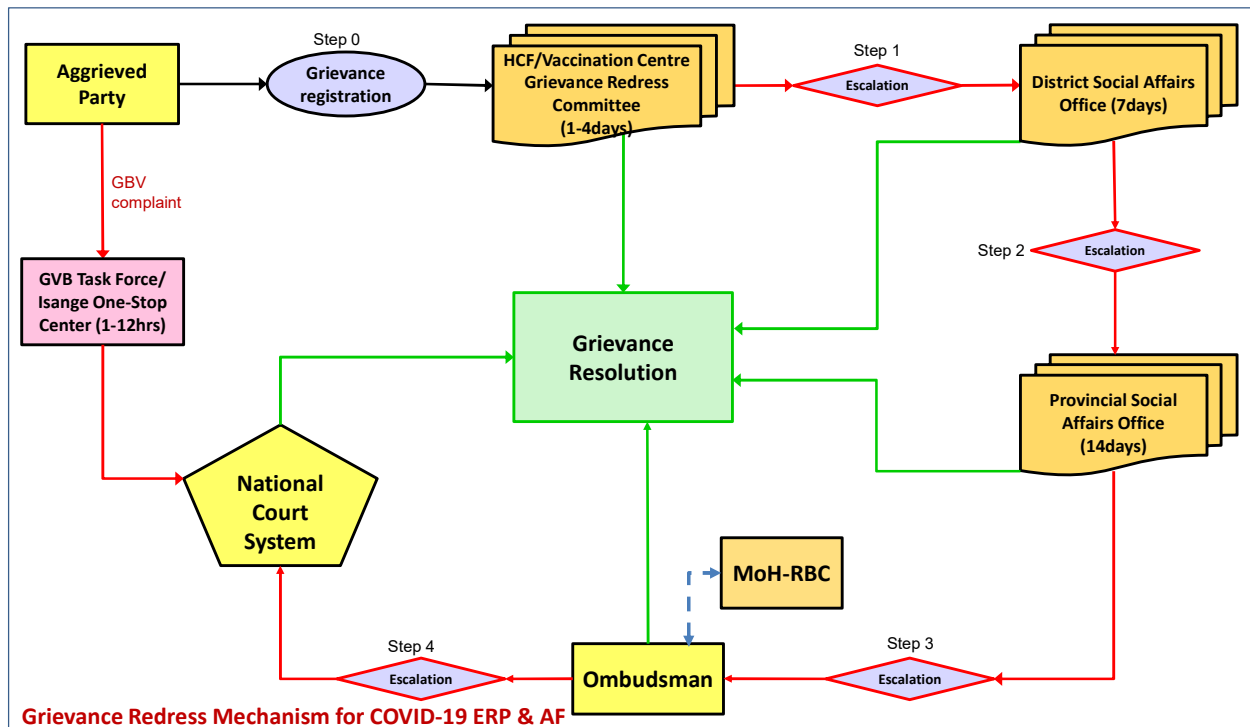 Step 0
Step 1
Aggrieved
Party
Grievance
registration
HCF/Vaccination Centre
Grievance Redress
Committee
(1-4days)
Escalation
District Social Affairs
Office (7days)
GBV
complaint
Step 2
Escalation
GVB Task Force/
Isange One-Stop
Center (1-12hrs)
Grievance
Resolution
Provincial Social
Affairs Office
(14days)
National
Court
System
MoH-RBC
Step 4
Escalation
Ombudsman
Step 3
Escalation
Grievance Redress Mechanism for COVID-19 ERP & AF